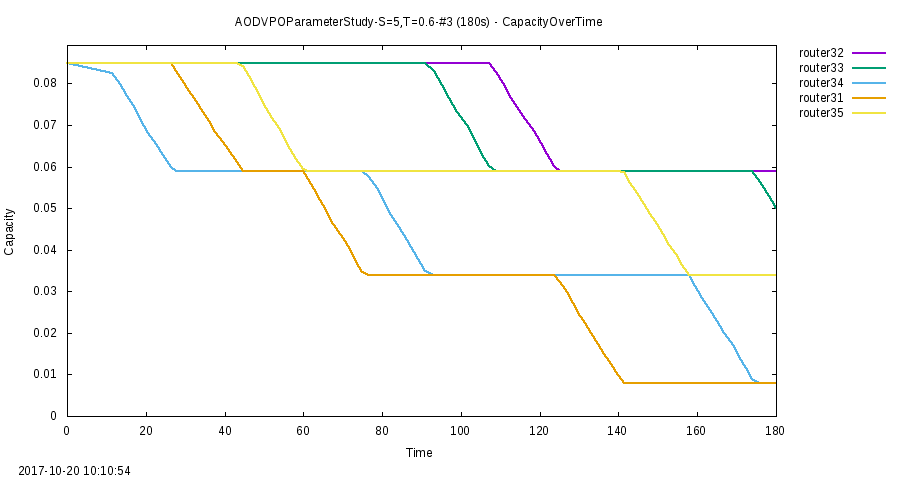 AODVPOParameterStudy-S=5,T=0.6-#3 (180s) - CapacityOverTime
router32
router33
router34
router31
router35
0.08
0.07
0.06
0.05
0.04
0.03
0.02
0.01
0
Capacity
0 20 40 60 80 100 120 140 160 180
Time
2017-10-20 10:10:54